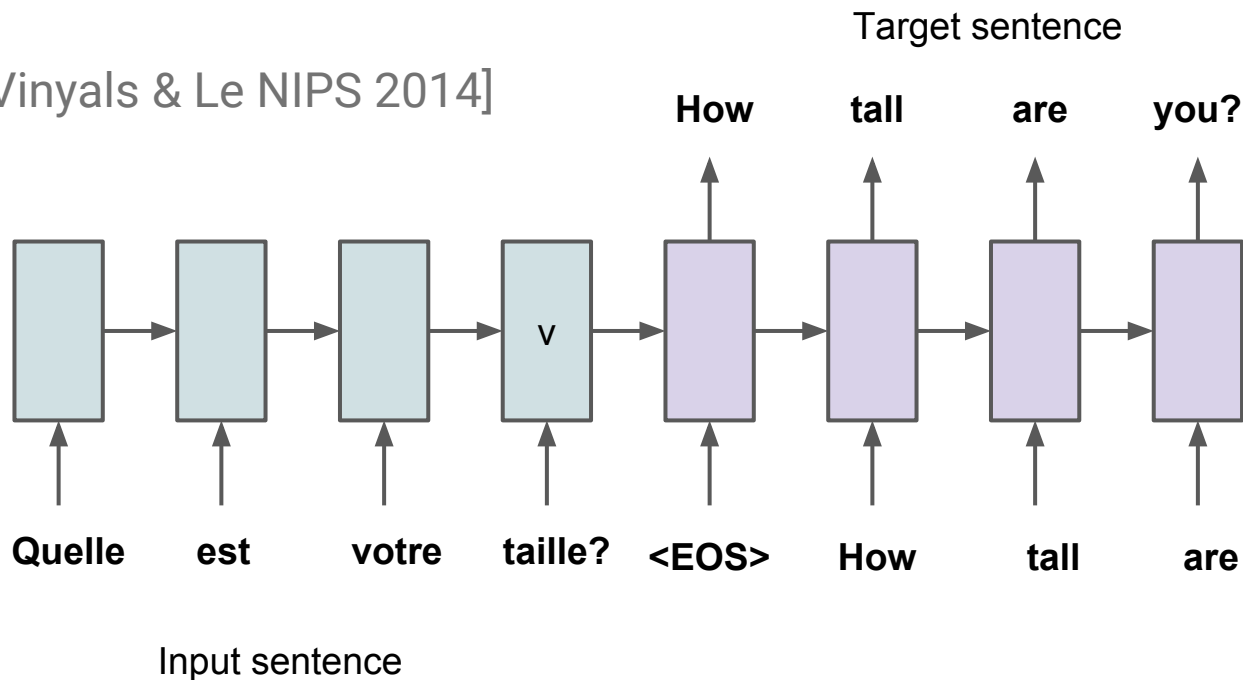 Target sentence
Vinyals & Le NIPS 2014]
How tall are you?
v
Quelle est votre taille? <EOS> How tall are
Input sentence